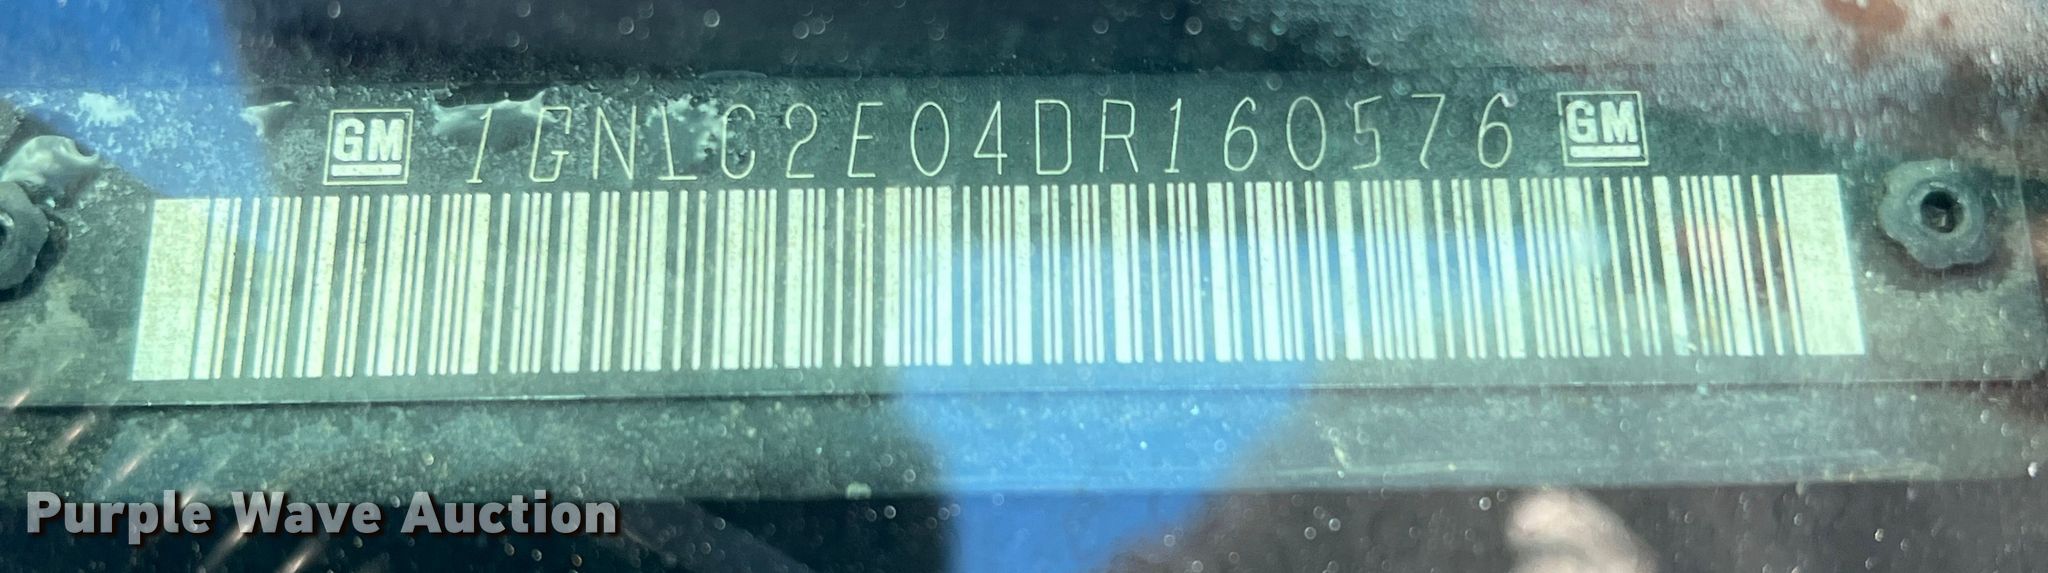 GM 1GNLC2E04DR160576 GM
Purple Wave Auction